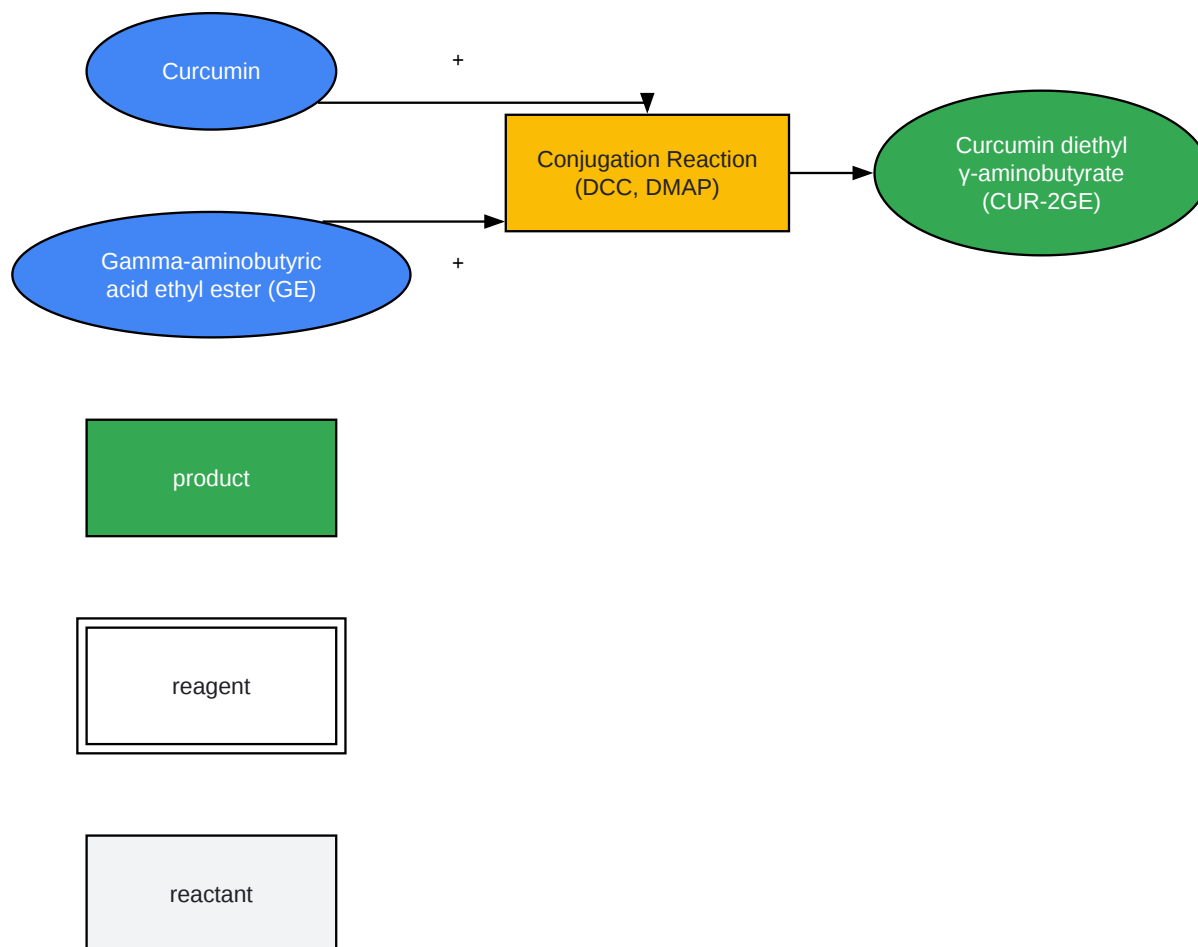 Curcumin
+
Conjugation Reaction
(DCC, DMAP)
Curcumin diethyl
γ-aminobutyrate
(CUR-2GE)
Gamma-aminobutyric
acid ethyl ester (GE)
+
product
reagent
reactant